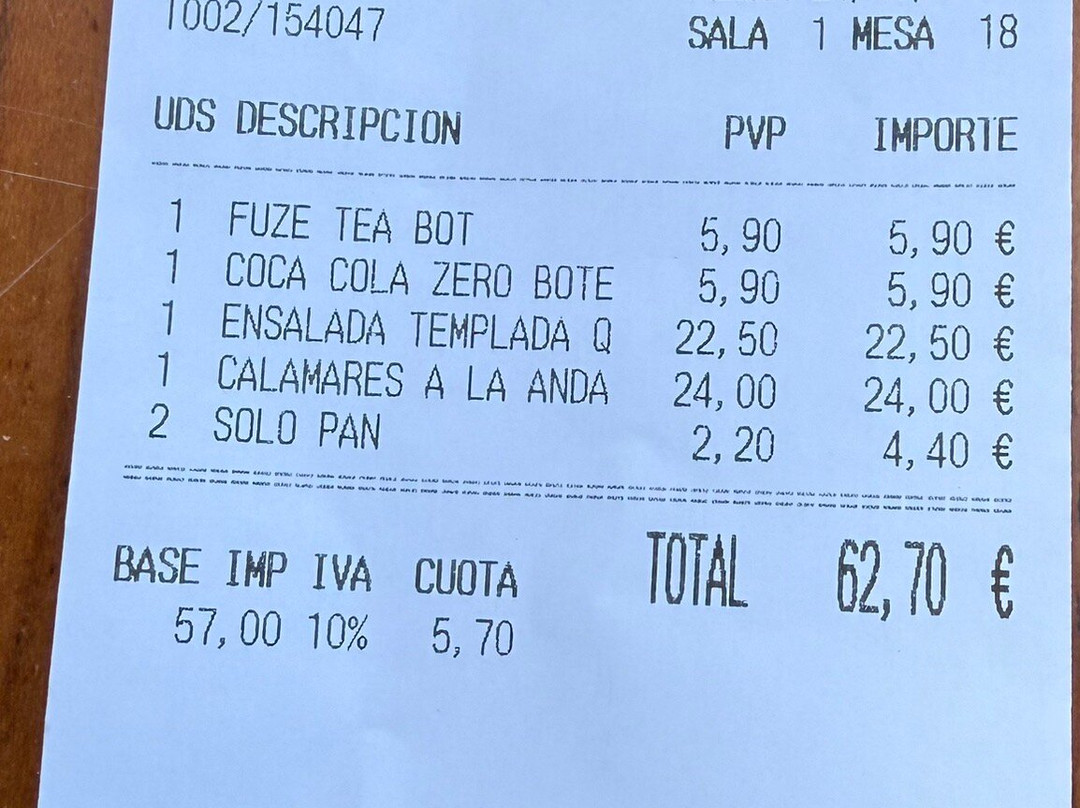 1002/154047
SALA 1 MESA 18
UDS DESCRIPCION PVP IMPORTE
1 FUZE TEA BOT 5,90 5,90 €
1 COCA COLA ZERO BOTE 5,90 5,90 €
1 ENSALADA TEMPLADA Q 22,50 22,50 €
1 CALAMARES A LA ANDA 24,00 24,00 €
2 SOLO PAN 2,20 4,40 €
TOTAL 62,70 €
BASE IMP IVA CUOTA
57,00 10% 5,70